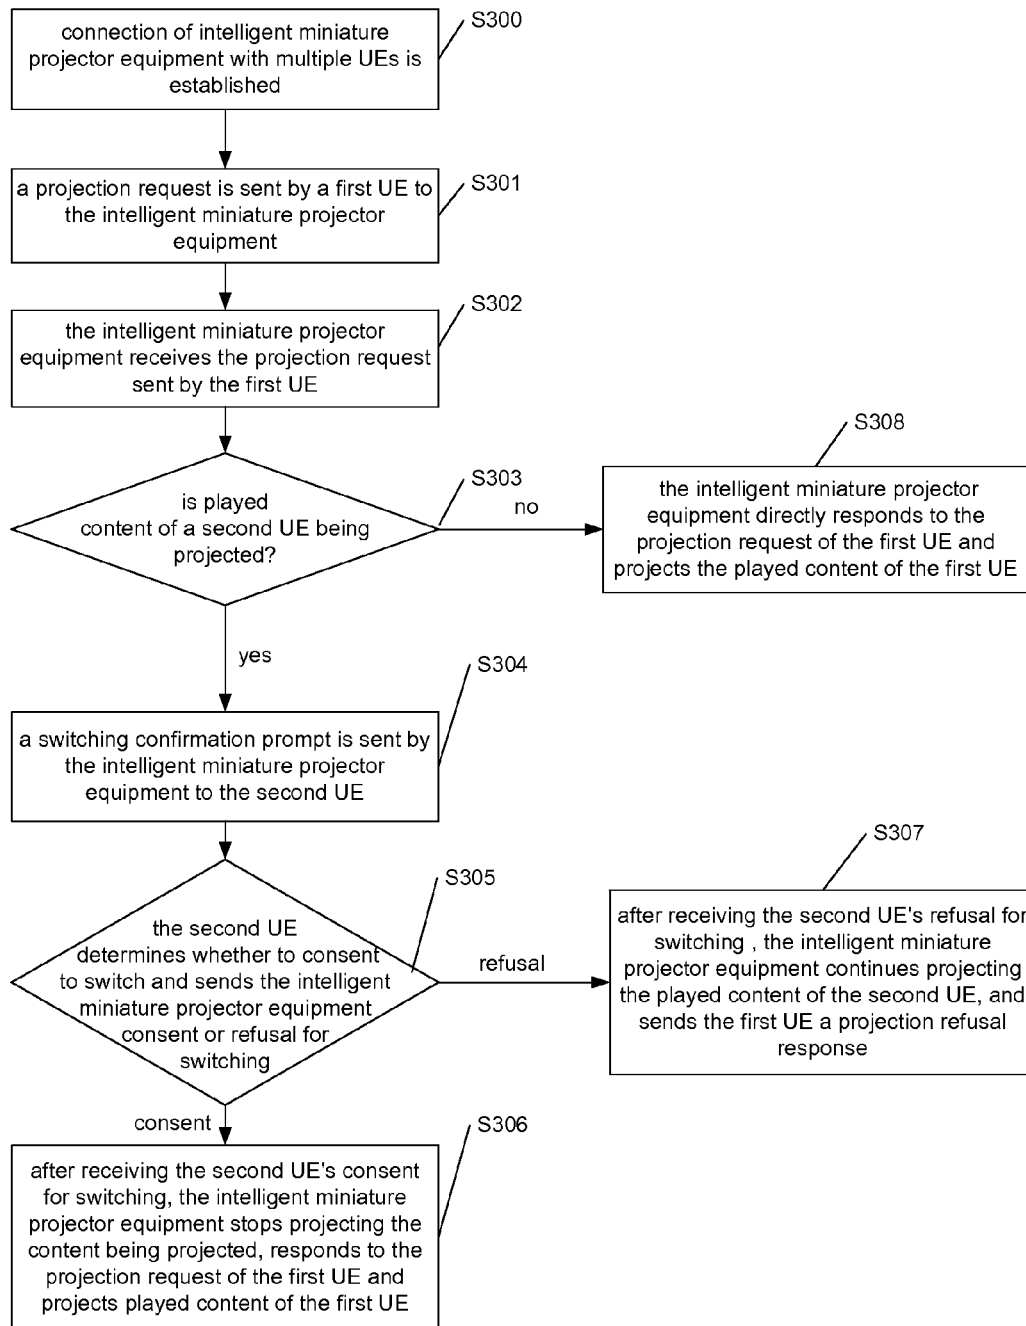 connection of intelligent miniature
projector equipment with multiple UEs is
established
S300
a projection request is sent by a first UE to
the intelligent miniature projector
equipment
S301
the intelligent miniature projector
equipment receives the projection request
sent by the first UE
S302
is played
content of a second UE being
projected?
S303
no
S308
the intelligent miniature projector
equipment directly responds to the
projection request of the first UE and
projects the played content of the first UE
yes
S304
a switching confirmation prompt is sent by
the intelligent miniature projector
equipment to the second UE
S305
the second UE
determines whether to consent
to switch and sends the intelligent
miniature projector equipment
consent or refusal for
switching
refusal
S307
after receiving the second UE's refusal for
switching , the intelligent miniature
projector equipment continues projecting
the played content of the second UE, and
sends the first UE a projection refusal
response
consent
S306
after receiving the second UE's consent
for switching, the intelligent miniature
projector equipment stops projecting the
content being projected, responds to the
projection request of the first UE and
projects played content of the first UE